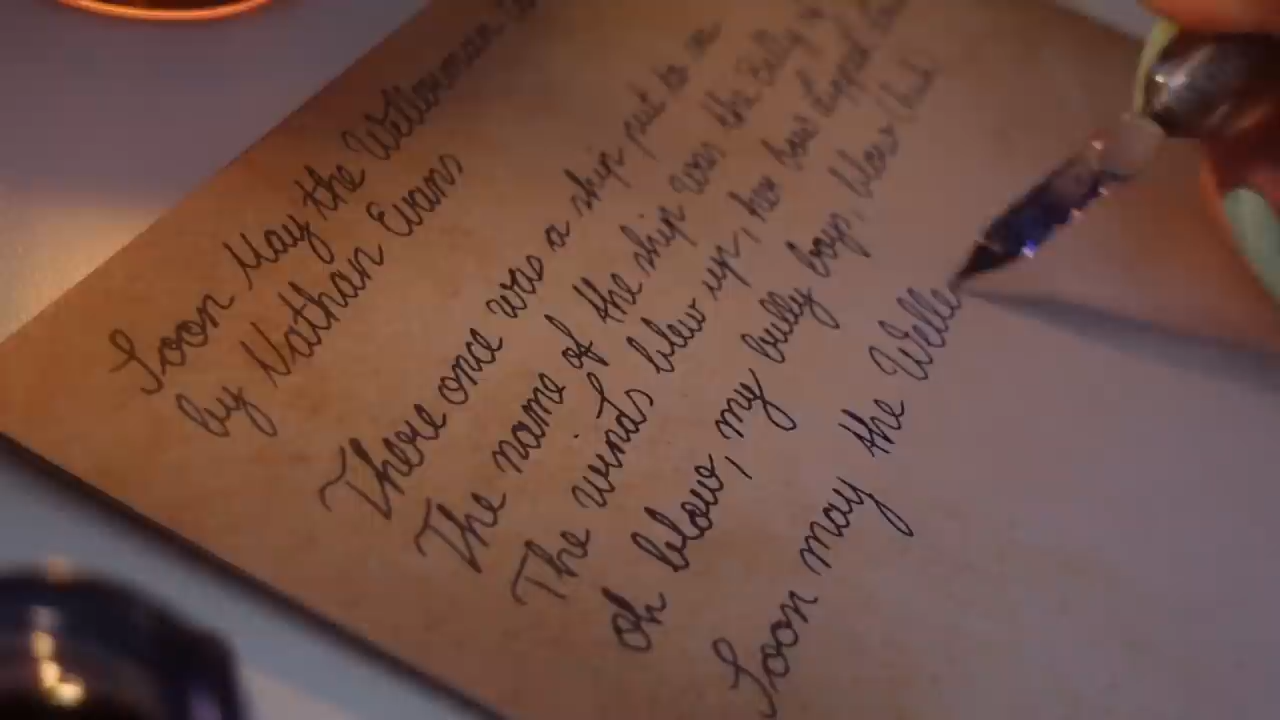 Soon May the Wellerman
by Nathan Evans
There once was a ship put to
The name of the ship was the Billy
The winds blew up, her bow dipped
oh blow, my bully boys, blow
Soon may the Welle